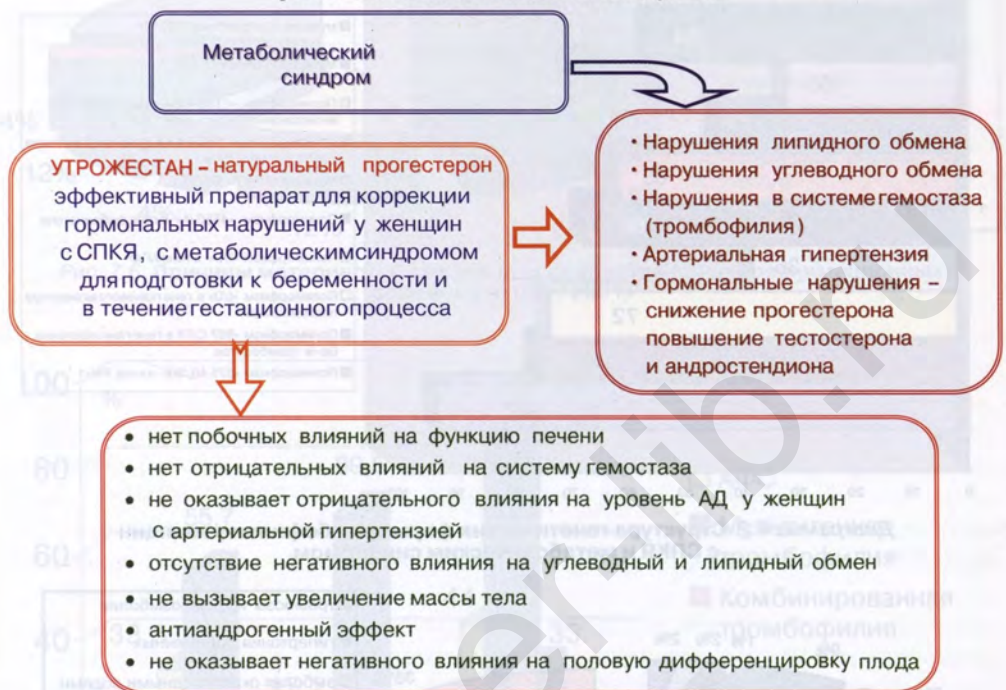 Метаболический
синдром
УТРОЖЕСТАН – натуральный прогестерон
эффективный препарат для коррекции
гормональных нарушений у женщин
с СПКЯ, с метаболическимсиндромом
для подготовки к беременности и
в течение гестационногопроцесса
• Нарушения липидного обмена
• Нарушения углеводного обмена
• Нарушения в системе гемостаза
(тромбофилия)
• Артериальная гипертензия
• Гормональные нарушения –
снижение прогестерона
повышение тестостерона
и андростендиона
• нет побочных влияний на функцию печени
• нет отрицательных влияний на систему гемостаза
• не оказывает отрицательного влияния на уровень АД у женщин
с артериальной гипертензией
• отсутствие негативного влияния на углеводный и липидный обмен
• не вызывает увеличение массы тела
• антиандрогенный эффект
• не оказывает негативного влияния на половую дифференцировку плода